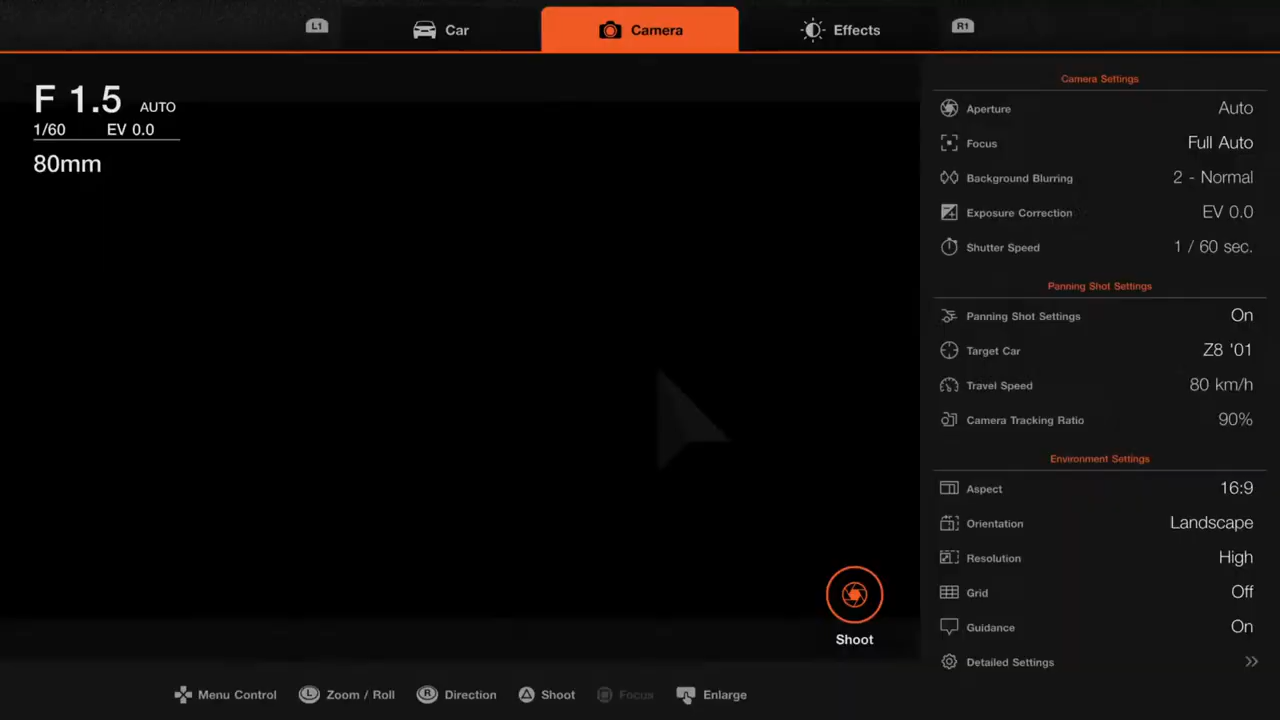 L1
Car
Camera
Effects
R1
F 1.5 AUTO
1/60 EV 0.0
80mm
Camera Settings
Aperture Auto
Focus Full Auto
Background Blurring 2 - Normal
Exposure Correction EV 0.0
Shutter Speed 1 / 60 sec.
Panning Shot Settings
Panning Shot Settings On
Target Car Z8 '01
Travel Speed 80 km/h
Camera Tracking Ratio 90%
Environment Settings
Aspect 16:9
Orientation Landscape
Resolution High
Grid Off
Guidance On
Detailed Settings
Shoot
Menu Control L Zoom / Roll R Direction Shoot Focus Enlarge